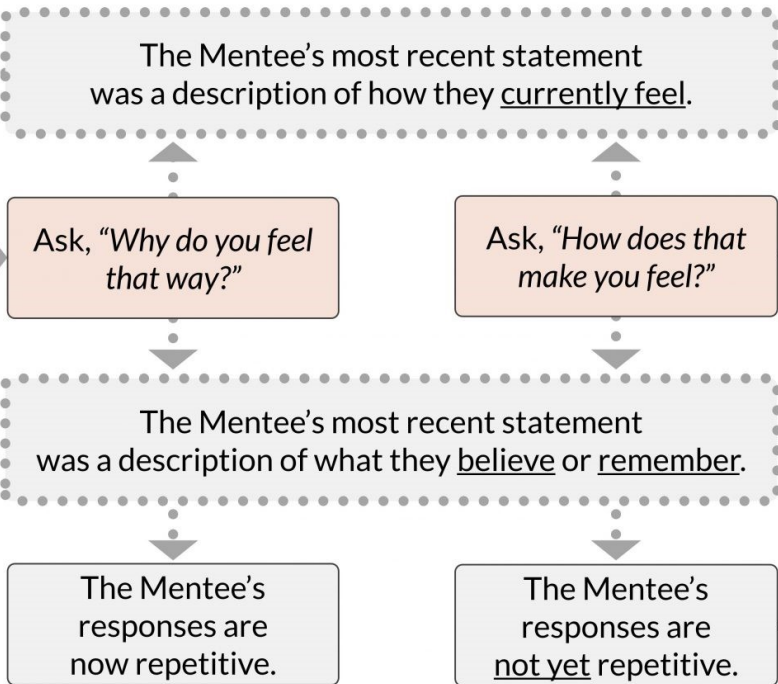 The Mentee’s most recent statement
was a description of how they currently feel.
Ask, “Why do you feel
that way?”
Ask, “How does that
make you feel?”
The Mentee’s most recent statement
was a description of what they believe or remember.
The Mentee’s
responses are
now repetitive.
The Mentee’s
responses are
not yet repetitive.